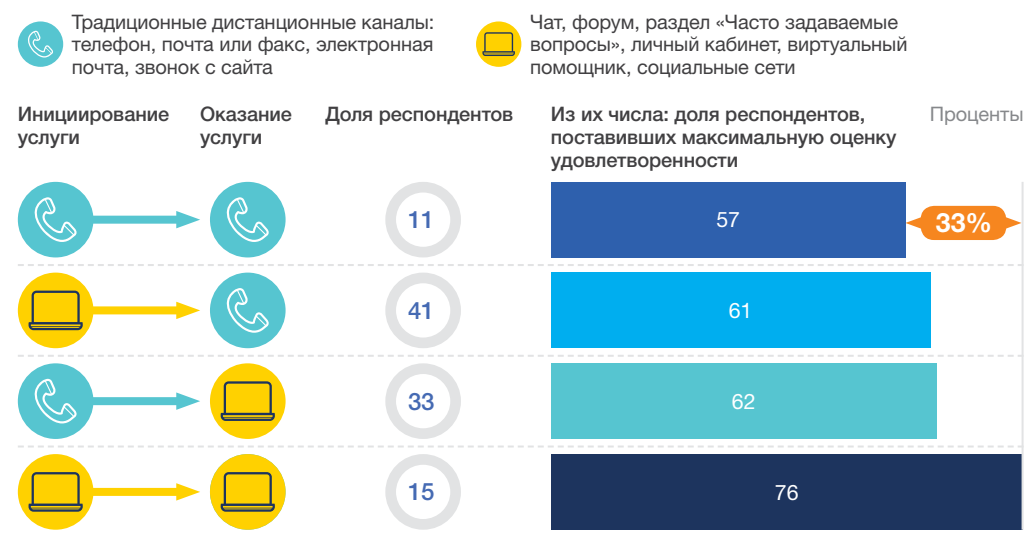 Традиционные дистанционные каналы:
телефон, почта или факс, электронная
почта, звонок с сайта
Чат, форум, раздел «Часто задаваемые
вопросы», личный кабинет, виртуальный
помощник, социальные сети
Инициирование
услуги
Оказание
услуги
Доля респондентов
Из их числа: доля респондентов,
поставивших максимальную оценку
удовлетворенности
Проценты
11
57
33%
41
61
33
62
15
76